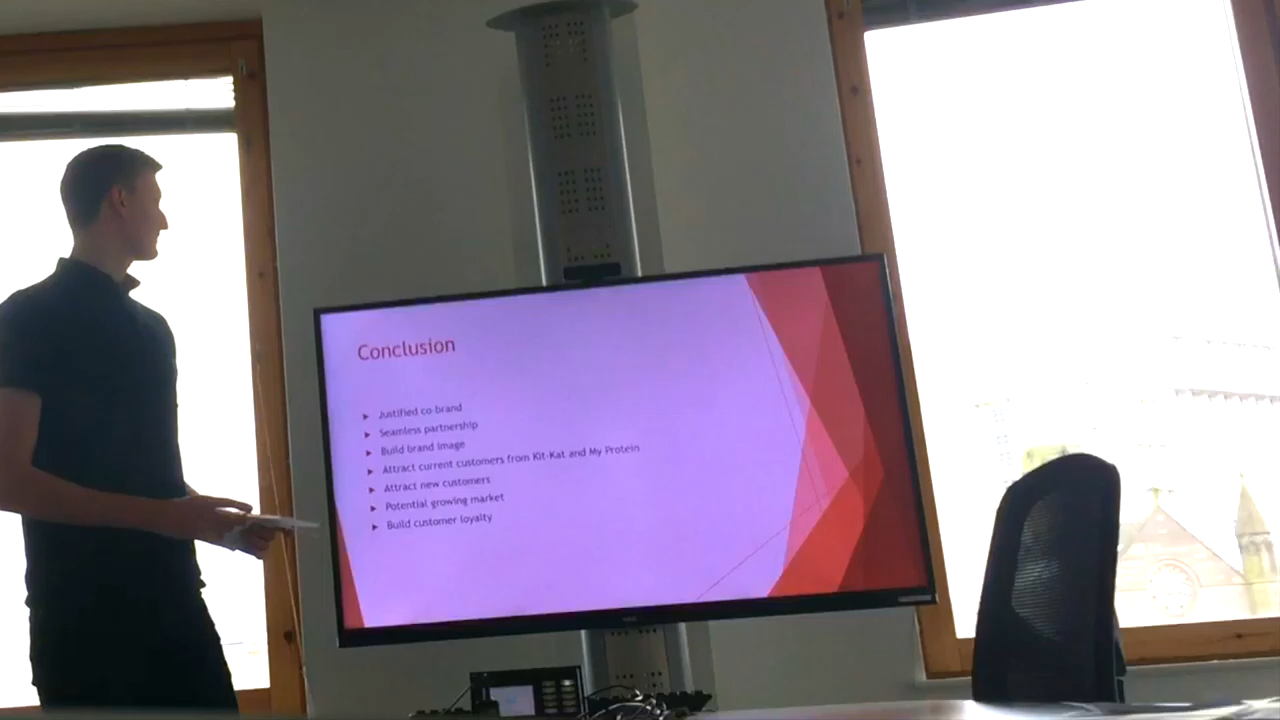 Conclusion
Justified co-brand
Seamless partnership
Build brand image
Attract current customers from Kit-Kat and My Protein
Attract new customers
Potential growing market
Build customer loyalty